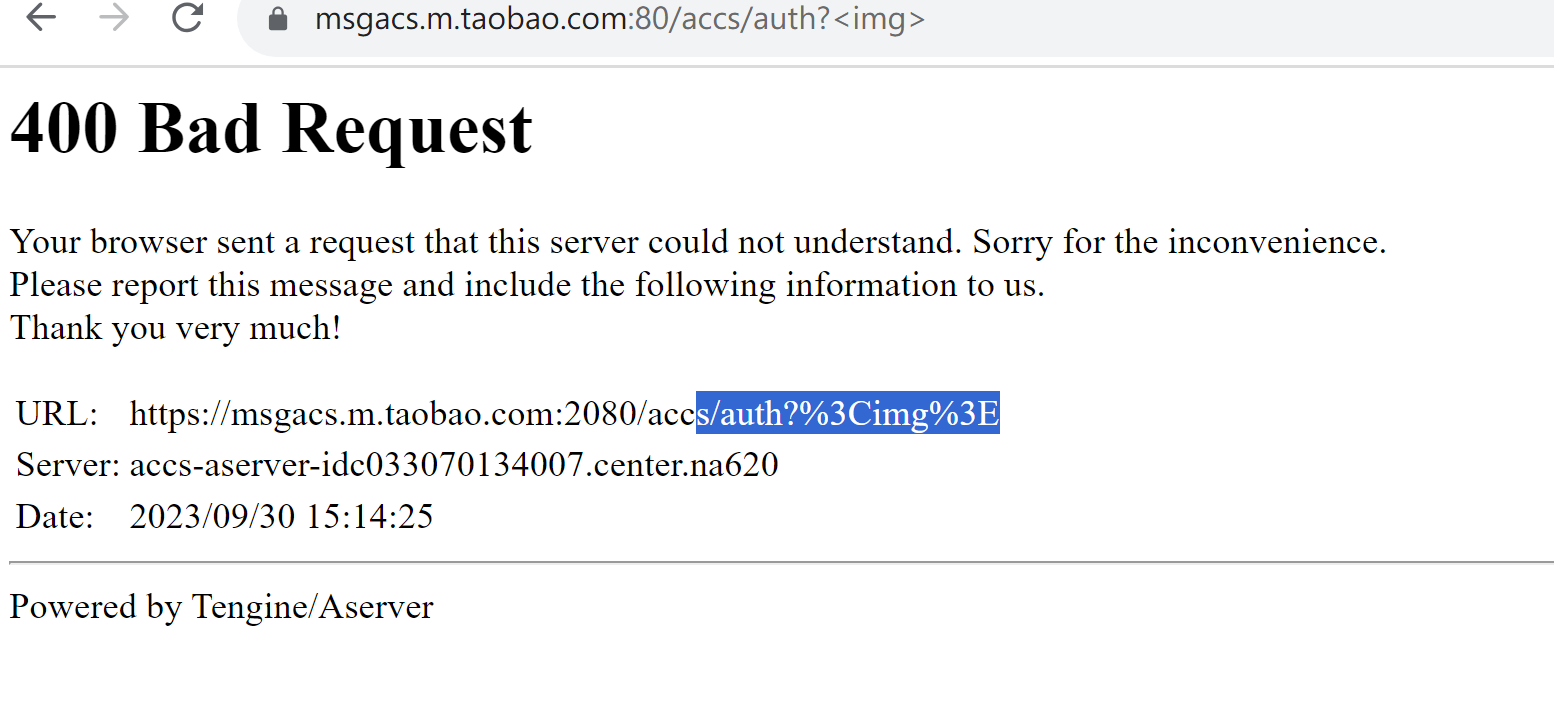 msgacs.m.taobao.com:80/accs/auth?<img>
400 Bad Request
Your browser sent a request that this server could not understand. Sorry for the inconvenience.
Please report this message and include the following information to us.
Thank you very much!
URL: https://msgacs.m.taobao.com:2080/accs/auth?%3Cimg%3E
Server: accs-aserver-idc033070134007.center.na620
Date: 2023/09/30 15:14:25
Powered by Tengine/Aserver